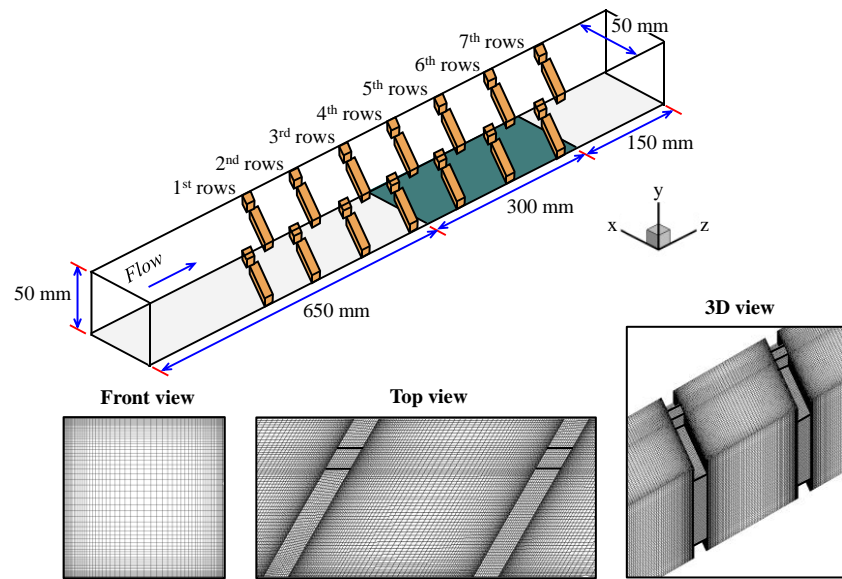 50 mm
7th rows
6th rows
5th rows
4th rows
3rd rows
2nd rows
1st rows
150 mm
300 mm
y
x
z
Flow
50 mm
650 mm
3D view
Front view
Top view